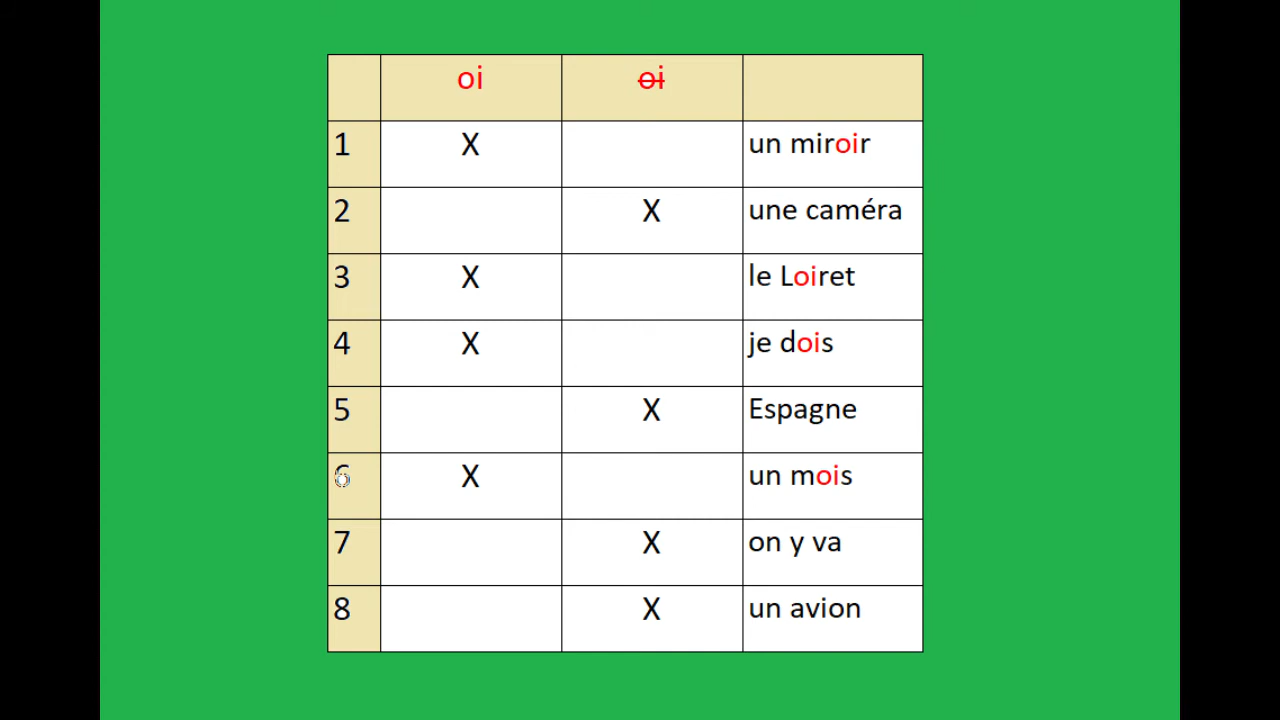 oi oi
1 X un miroir
2 X une caméra
3 X le Loiret
4 X je dois
5 X Espagne
6 X un mois
7 X on y va
8 X un avion